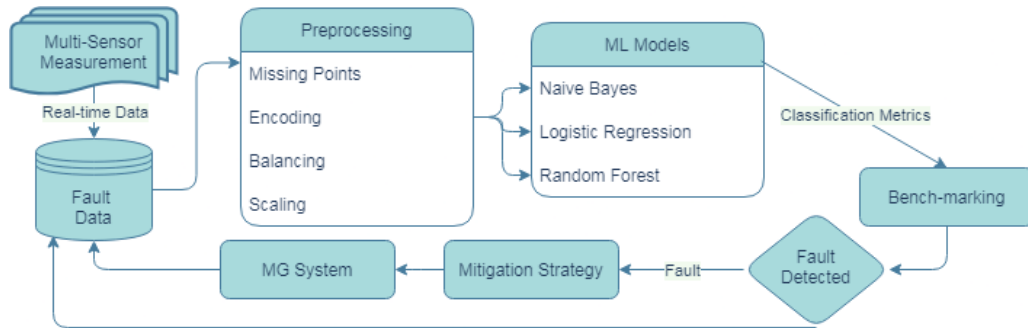 Multi-Sensor
Measurement
Real-time Data
Fault
Data
Preprocessing
Missing Points
Encoding
Balancing
Scaling
ML Models
Naive Bayes
Logistic Regression
Random Forest
Classification Metrics
Bench-marking
Fault
Detected
Fault
Mitigation Strategy
MG System